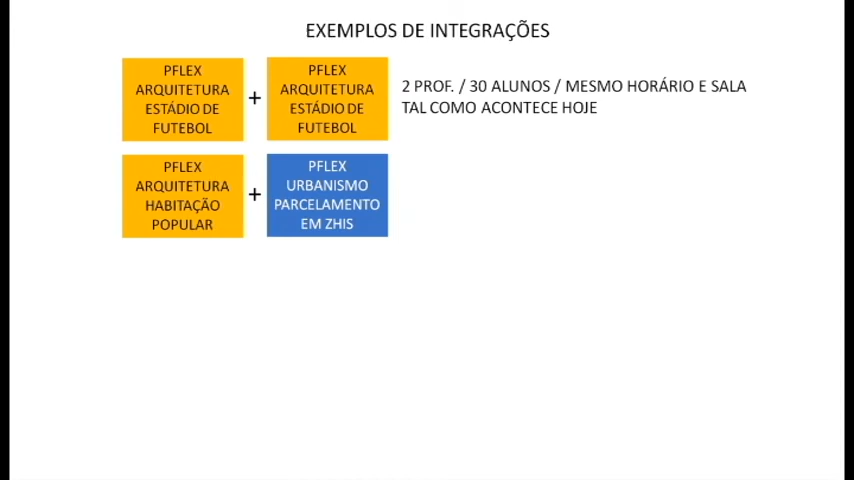 EXEMPLOS DE INTEGRAÇÕES
PFLEX
ARQUITETURA
ESTÁDIO DE
FUTEBOL
+
PFLEX
ARQUITETURA
ESTÁDIO DE
FUTEBOL
2 PROF. / 30 ALUNOS / MESMO HORÁRIO E SALA
TAL COMO ACONTECE HOJE
PFLEX
ARQUITETURA
HABITAÇÃO
POPULAR
+
PFLEX
URBANISMO
PARCELAMENTO
EM ZHIS